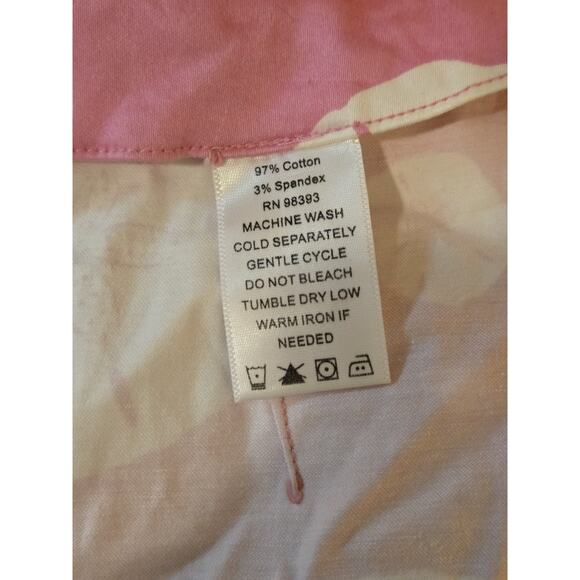 97% Cotton
3% Spandex
RN 98393
MACHINE WASH
COLD SEPARATELY
GENTLE CYCLE
DO NOT BLEACH
TUMBLE DRY LOW
WARM IRON IF
NEEDED